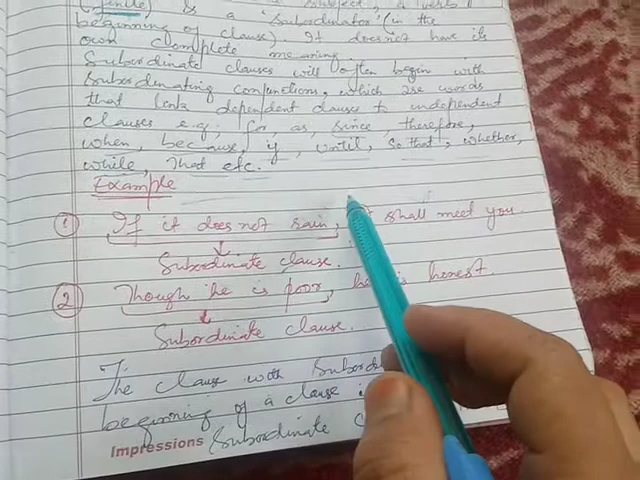 (finite) & a 'Subordinator' (in the
beginning of clause). It does not have its
own complete meaning
Subordinate clauses will often begin with
Subordinating conjunctions, which are words
that link dependent clauses to independent
clauses e.g. for, as, since, therefore,
when, because, if, until, so that, whether,
while, that etc.
Example
① If it does not rain, shall meet you.
Subordinate clause.
② Though he is poor, is honest.
Subordinate clause.
The clause with
beginning of a clause
Subordinate
Impressions